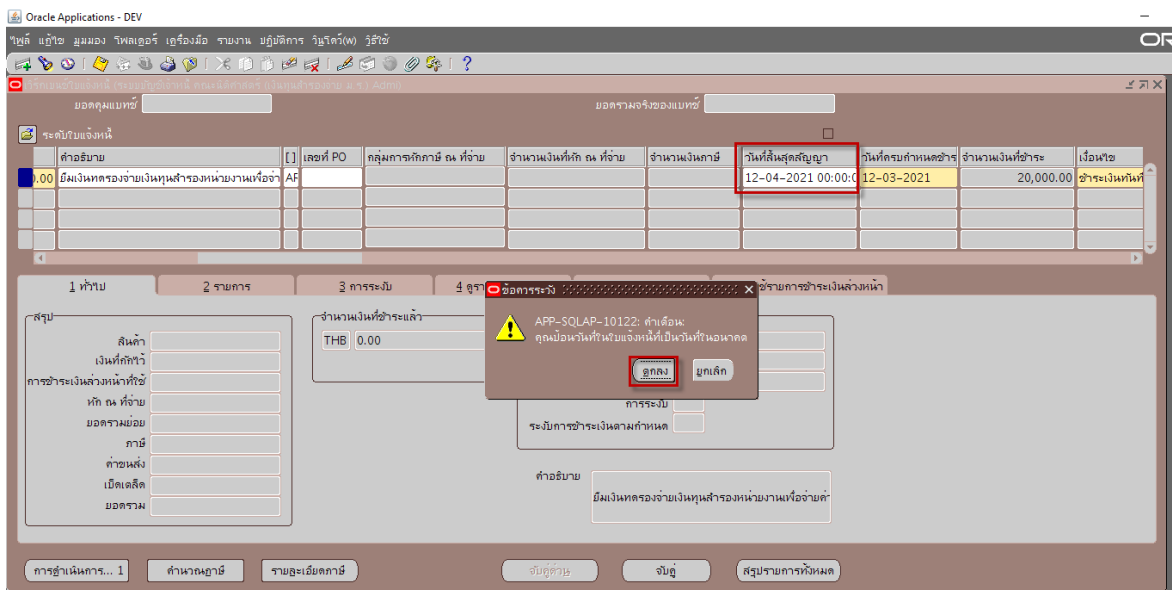 Oracle Applications - DEV
ไฟล์ แก้ไข มุมมอง โฟลเดอร์ เครื่องมือ รายงาน ปฏิบัติการ วินโดว์(w) วิธีใช้
OR
ยอดคุมแบทช์
ยอดรวมจริงของแบทช์
ระดับใบแจ้งหนี้
คำอธิบาย [ ] เลขที่ PO กลุ่มการหักภาษี ณ ที่จ่าย จำนวนเงินที่หัก ณ ที่จ่าย จำนวนเงินภาษี วันที่สิ้นสุดสัญญา วันที่ครบกำหนดชำร จำนวนเงินที่ชำระ เงื่อนไข
0.00 ยืมเงินทดรองจ่ายเงินทุนสำรองหน่วยงานเพื่อจ่า AF 12-04-2021 00:00:0 12-03-2021 20,000.00 ชำระเงินทันที
1 ทั่วไป 2 รายการ 3 การระงับ 4 ดูรา ช้รายการชำระเงินล่วงหน้า
ข้อควรระวัง
APP-SQLAP-10122: คำเตือน:
คุณป้อนวันที่ในใบแจ้งหนี้ที่เป็นวันที่ในอนาคต
ตกลง ยกเลิก
สรุป
สินค้า
เงินที่กักไว้
การชำระเงินล่วงหน้าที่ใช้
หัก ณ ที่จ่าย
ยอดรวมย่อย
ภาษี
ค่าขนส่ง
เบ็ดเตล็ด
ยอดรวม
จำนวนเงินที่ชำระแล้ว
THB 0.00
การระงับ
ระงับการชำระเงินตามกำหนด
คำอธิบาย
ยืมเงินทดรองจ่ายเงินทุนสำรองหน่วยงานเพื่อจ่ายค่า
การดำเนินการ... 1 คำนวณภาษี รายละเอียดภาษี จับคู่ด้วย จับคู่ สรุปรายการทั้งหมด